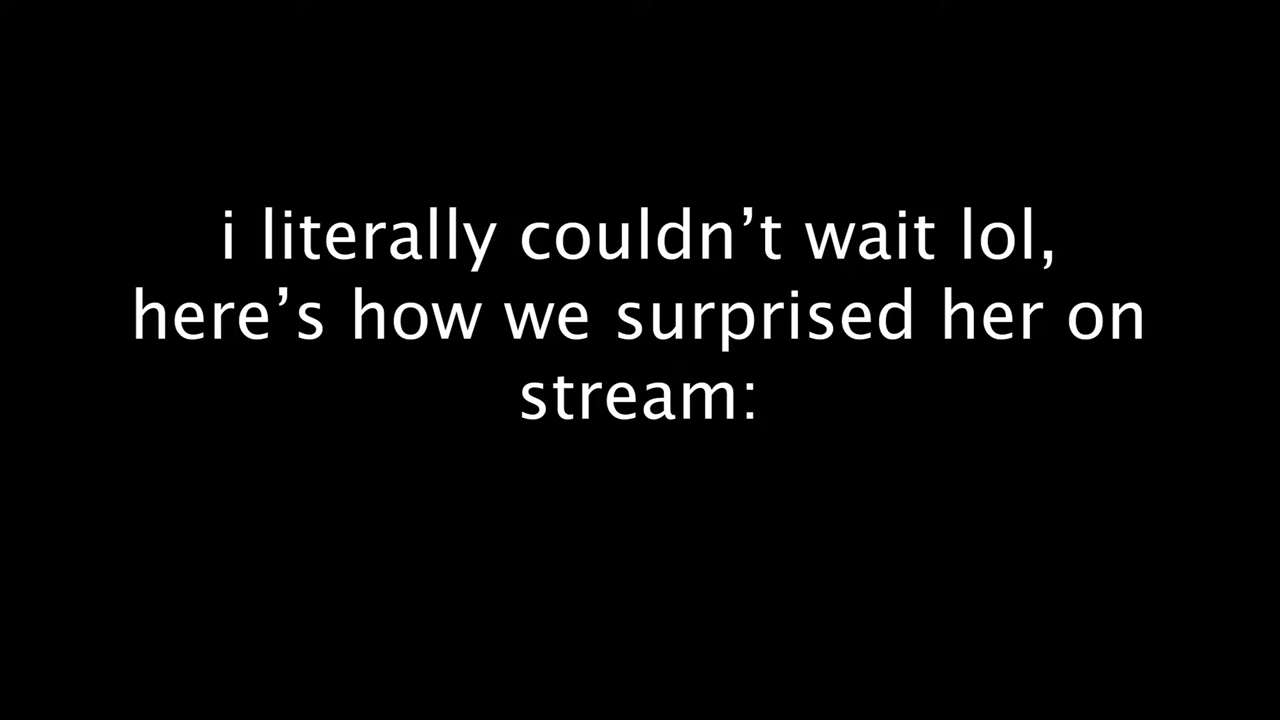 i literally couldn’t wait lol,
here’s how we surprised her on
stream: